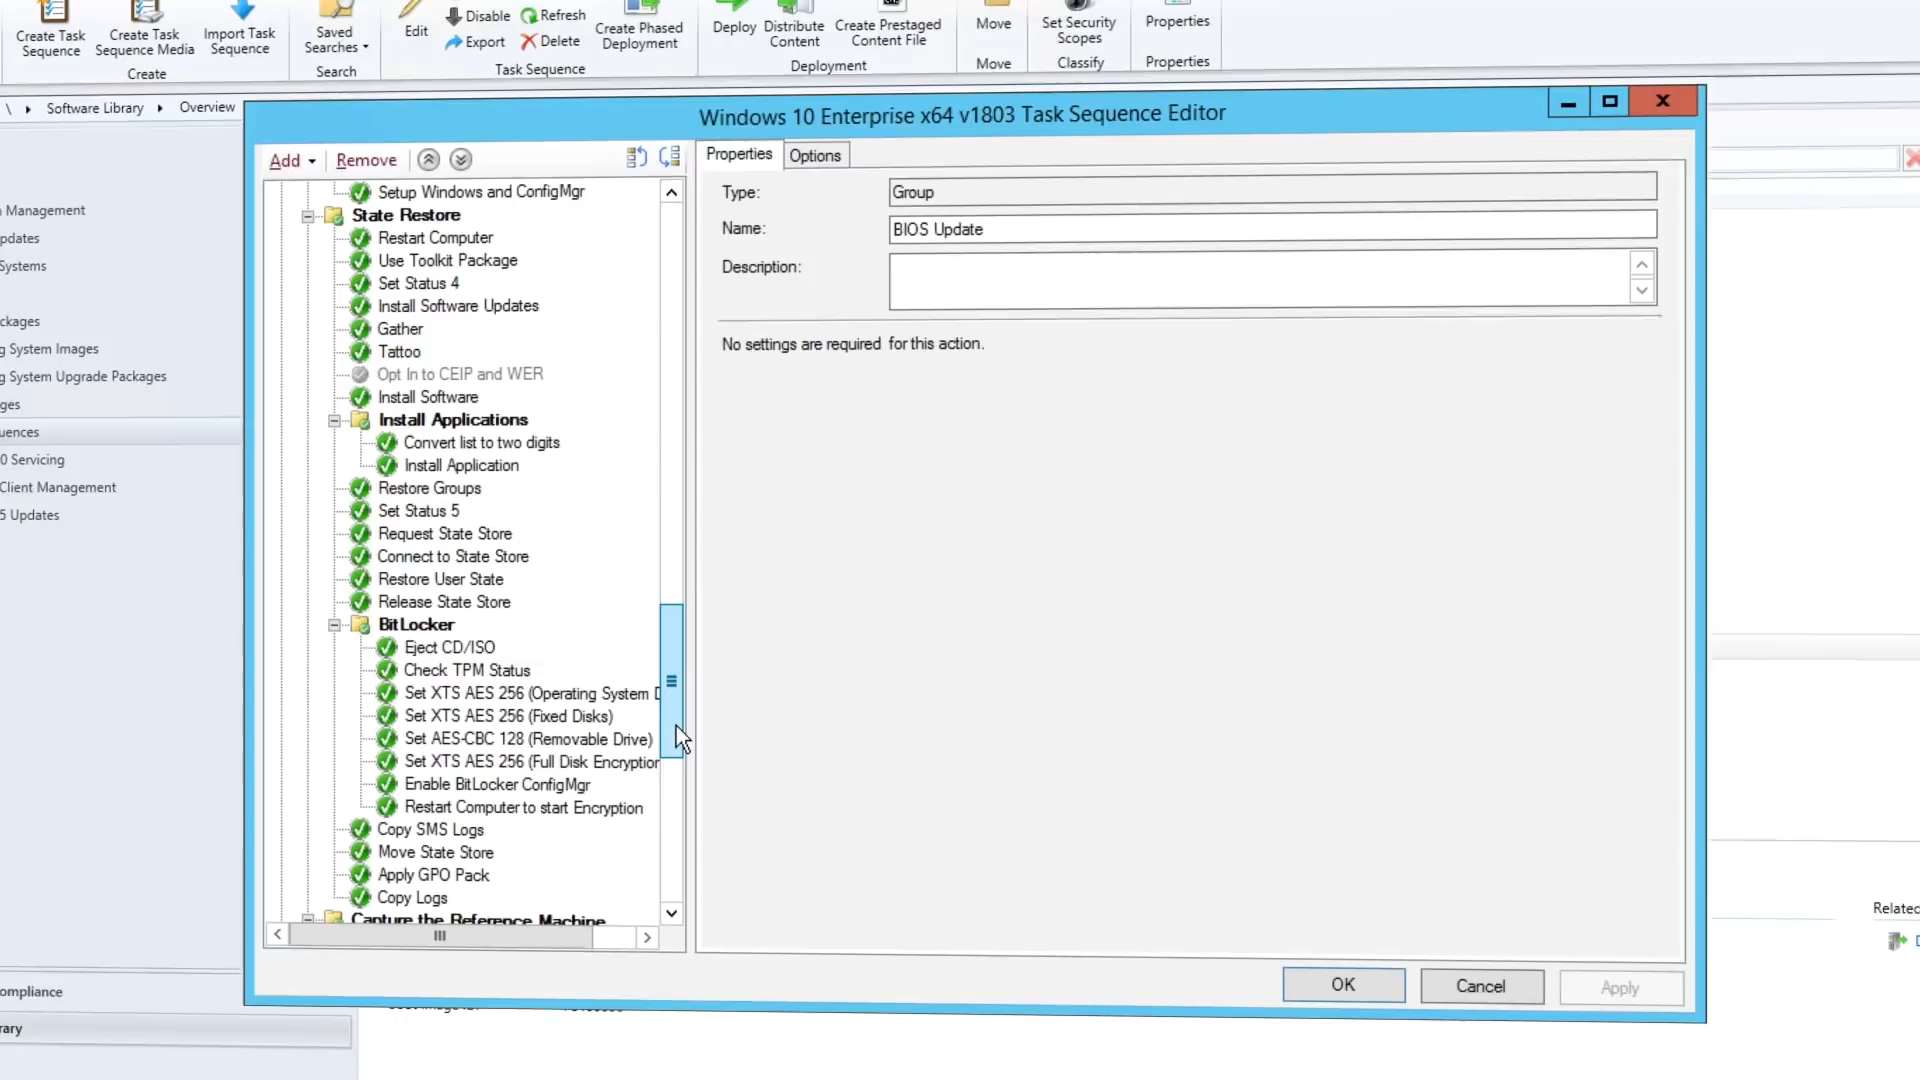 Create Task
Sequence
Create Task
Sequence Media
Import Task
Sequence
Create
Saved
Searches
Search
Edit
Disable
Refresh
Export
Delete
Create Phased
Deployment
Task Sequence
Deploy
Distribute
Content
Create Prestaged
Content File
Deployment
Move
Move
Set Security
Scopes
Classify
Properties
Properties
\ Software Library Overview
Management
pdates
Systems
ckages
g System Images
g System Upgrade Packages
ges
uences
0 Servicing
Client Management
5 Updates
ompliance
rary
Windows 10 Enterprise x64 v1803 Task Sequence Editor
Add Remove
Setup Windows and ConfigMgr
State Restore
Restart Computer
Use Toolkit Package
Set Status 4
Install Software Updates
Gather
Tattoo
Opt In to CEIP and WER
Install Software
Install Applications
Convert list to two digits
Install Application
Restore Groups
Set Status 5
Request State Store
Connect to State Store
Restore User State
Release State Store
BitLocker
Eject CD/ISO
Check TPM Status
Set XTS AES 256 (Operating System D
Set XTS AES 256 (Fixed Disks)
Set AES-CBC 128 (Removable Drive)
Set XTS AES 256 (Full Disk Encryption
Enable BitLocker ConfigMgr
Restart Computer to start Encryption
Copy SMS Logs
Move State Store
Apply GPO Pack
Copy Logs
Capture the Reference Machine
Properties Options
Type: Group
Name: BIOS Update
Description:
No settings are required for this action.
OK Cancel Apply
Related